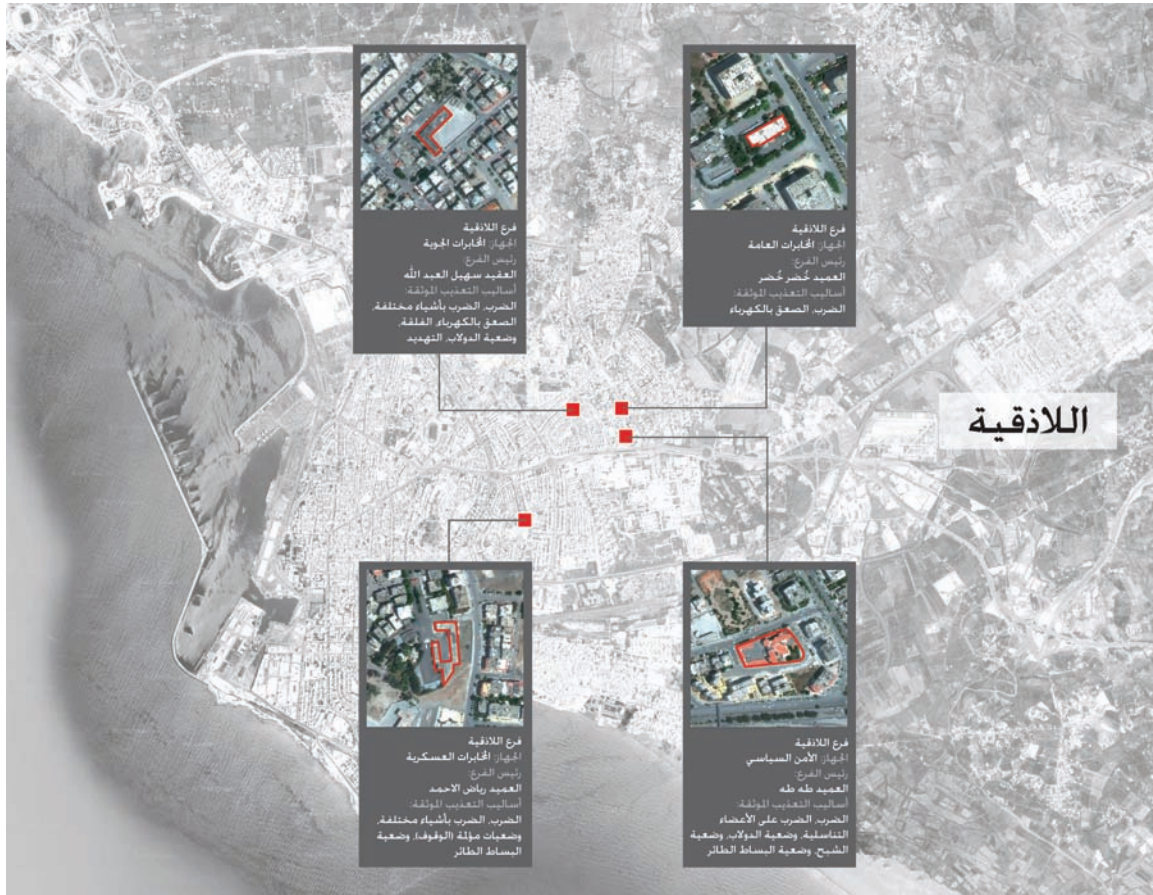 فرع اللاذقية
الجهاز: المخابرات العامة
رئيس الفرع:
العميد خُضر خُضر
أساليب التعذيب الموثقة:
الضرب، الصعق بالكهرباء
فرع اللاذقية
الجهاز: المخابرات الجوية
رئيس الفرع:
العقيد سهيل العبد الله
أساليب التعذيب الموثقة:
الضرب، الضرب بأشياء مختلفة،
الصعق بالكهرباء، الفلقة،
وضعية الدولاب، التهديد
اللاذقية
فرع اللاذقية
الجهاز: الأمن السياسي
رئيس الفرع:
العميد طه طه
أساليب التعذيب الموثقة:
الضرب، الضرب على الأعضاء
التناسلية، وضعية الدولاب، وضعية
الشبح، وضعية البساط الطائر
فرع اللاذقية
الجهاز: المخابرات العسكرية
رئيس الفرع:
العميد رياض الاحمد
أساليب التعذيب الموثقة:
الضرب، الضرب بأشياء مختلفة،
وضعيات مؤلمة (الوقوف)، وضعية
البساط الطائر